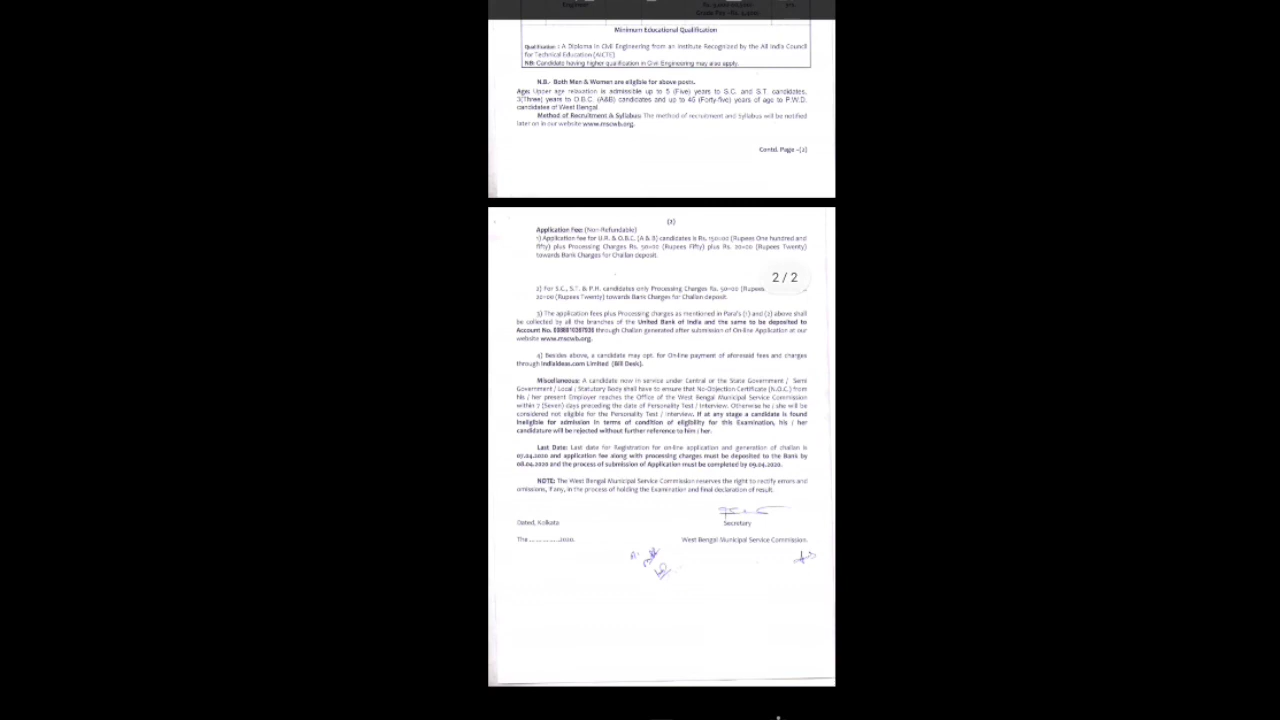 Engineer
Grade Pay -Rs.
Minimum Educational Qualification
Qualification : A Diploma in Civil Engineering from an Institute Recognized by the All India Council
for Technical Education (AICTE)
NB: Candidate having higher qualification in Civil Engineering may also apply.
N.B.- Both Men & Women are eligible for above posts.
Age: Upper age relaxation is admissible up to 5 (Five) years to S.C. and S.T. candidates,
3(Three) years to O.B.C. (A&B) candidates and up to 45 (Forty-five) years of age to P.W.D.
candidates of West Bengal
Method of Recruitment & Syllabus: The method of recruitment and Syllabus will be notified
later on in our website www.mscwb.org.
Contd. Page -(2)
(2)
Application Fee: (Non-Refundable)
1) Application fee for U.R. & O.B.C. (A & B) candidates is Rs. 150=00 (Rupees One hundred and
fifty) plus Processing Charges Rs. 50=00 (Rupees Fifty) plus Rs. 20=00 (Rupees Twenty)
towards Bank Charges for Challan deposit.
2 / 2
2) For S.C., S.T. & P.H. candidates only Processing Charges Rs. 50=00 (Rupees
20=00 (Rupees Twenty) towards Bank Charges for Challan deposit.
3) The application fees plus Processing charges as mentioned in Para's (1) and (2) above shall
be collected by all the branches of the United Bank of India and the same to be deposited to
Account No. through Challan generated after submission of On-line Application at our
website www.mscwb.org.
4) Besides above, a candidate may opt. for On-line payment of aforesaid fees and charges
through IndiaIdeas.com Limited (Bill Desk).
Miscellaneous: A candidate now in service under Central or the State Government / Semi
Government / Local / Statutory Body shall have to ensure that No-Objection Certificate (N.O.C.) from
his / her present Employer reaches the Office of the West Bengal Municipal Service Commission
within 7 (Seven) days preceding the date of Personality Test / Interview. Otherwise he / she will be
considered not eligible for the Personality Test / Interview. If at any stage a candidate is found
ineligible for admission in terms of condition of eligibility for this Examination, his / her
candidature will be rejected without further reference to him / her.
Last Date: Last date for Registration for on-line application and generation of challan is
07.04.2020 and application fee along with processing charges must be deposited to the Bank by
08.04.2020 and the process of submission of Application must be completed by 09.04.2020.
NOTE: The West Bengal Municipal Service Commission reserves the right to rectify errors and
omissions, if any, in the process of holding the Examination and final declaration of result.
Secretary
Dated, Kolkata
The ..............2020.
West Bengal Municipal Service Commission.